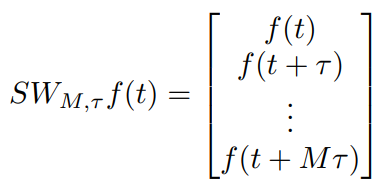 SW_{M,τ} f(t) = [ f(t)
f(t + τ)
⋮
f(t + Mτ) ]